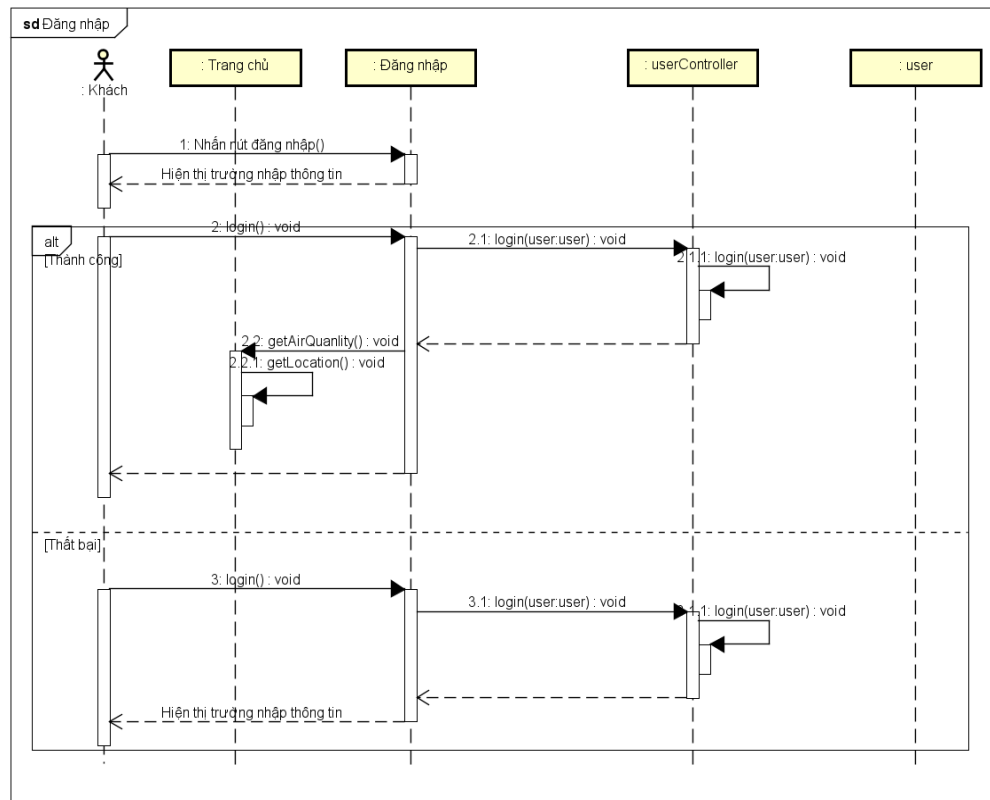 sd Đăng nhập
: Khách
: Trang chủ
: Đăng nhập
: userController
: user
1: Nhấn nút đăng nhập()
Hiện thị trường nhập thông tin
alt
[Thành công]
2: login() : void
2.1: login(user:user) : void
2.1.1: login(user:user) : void
2.2: getAirQuanlity() : void
2.2.1: getLocation() : void
[Thất bại]
3: login() : void
3.1: login(user:user) : void
3.1.1: login(user:user) : void
Hiện thị trường nhập thông tin